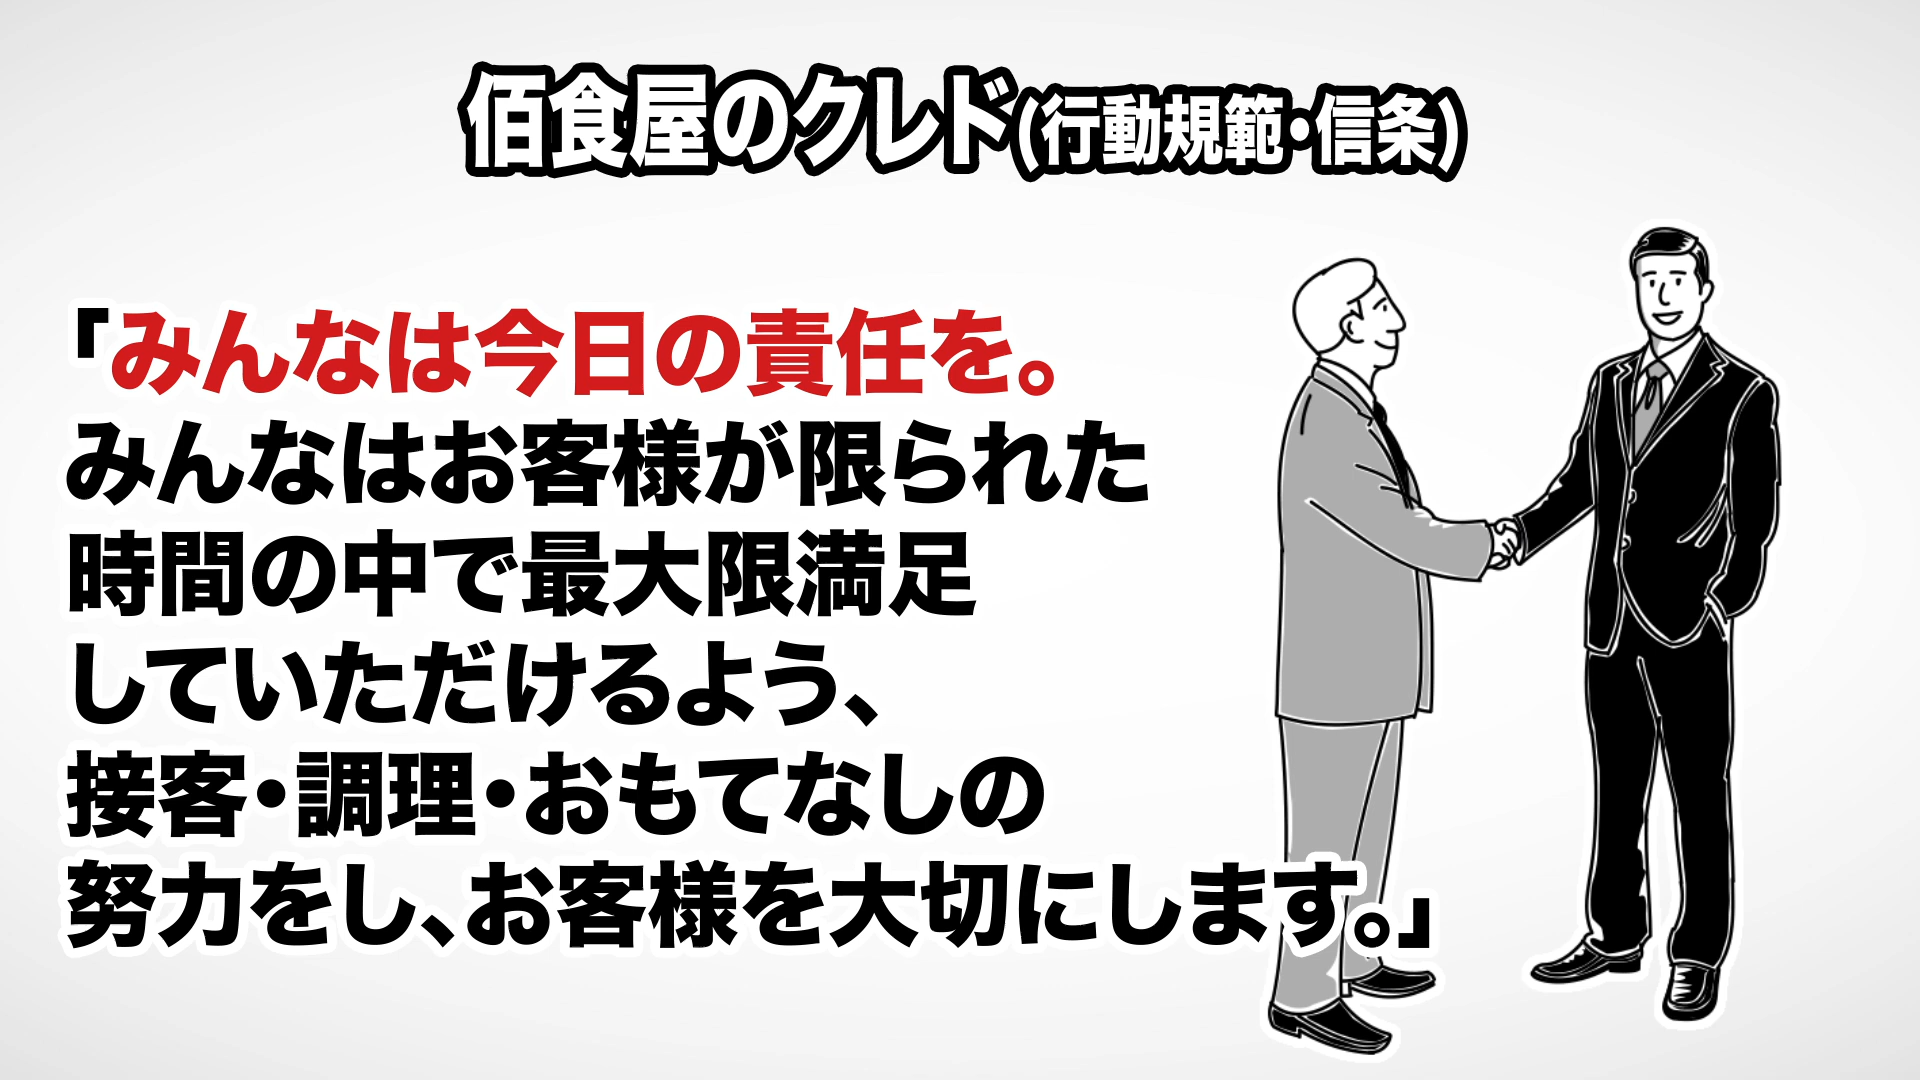 佰食屋のクレド(行動規範・信条)
「みんなは今日の責任を。
みんなはお客様が限られた
時間の中で最大限満足
していただけるよう、
接客・調理・おもてなしの
努力をし、お客様を大切にします。」